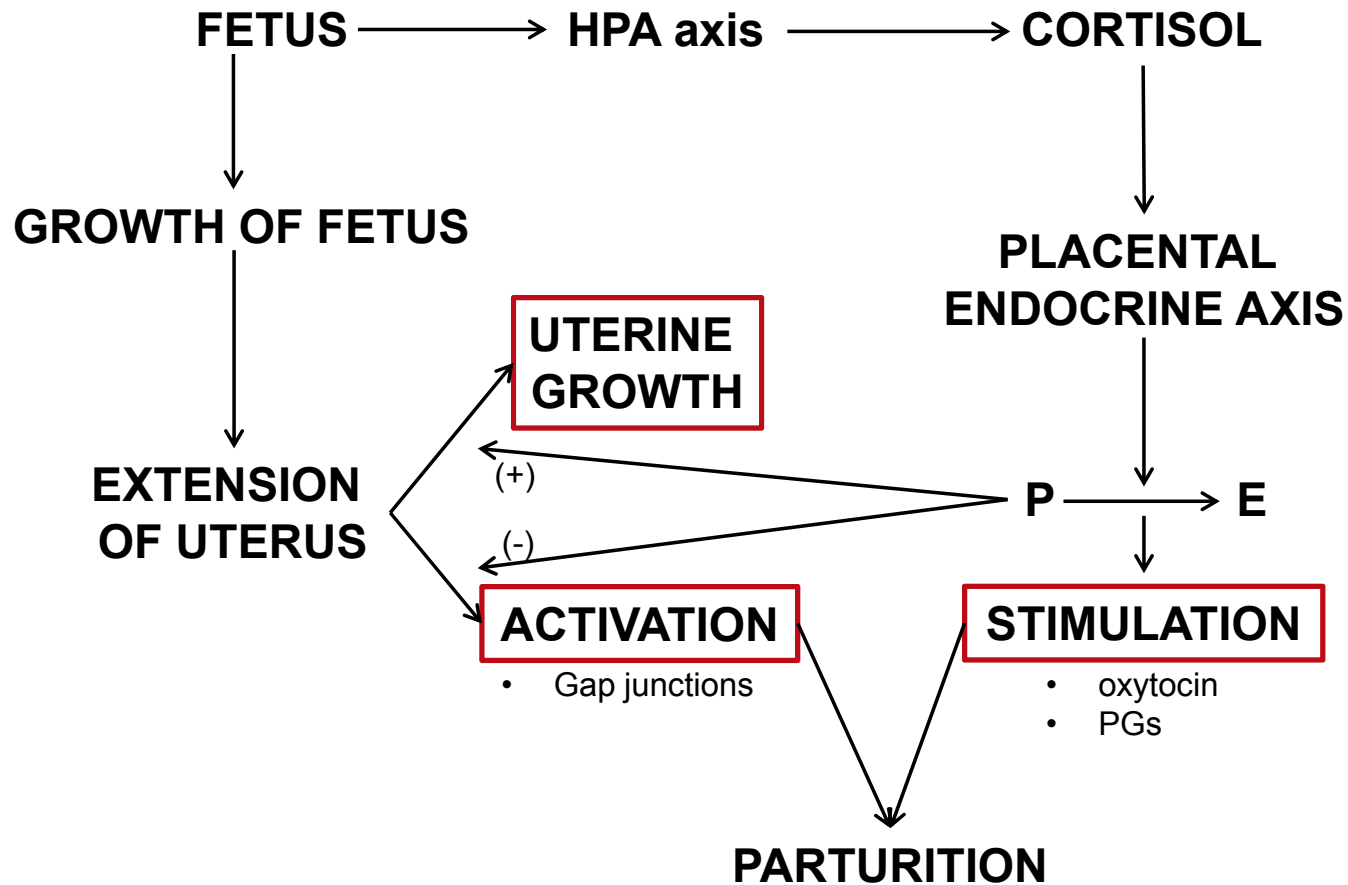 FETUS
HPA axis
CORTISOL
GROWTH OF FETUS
PLACENTAL
ENDOCRINE AXIS
UTERINE
GROWTH
EXTENSION
OF UTERUS
(+)
(-)
P
E
ACTIVATION
• Gap junctions
STIMULATION
• oxytocin
• PGs
PARTURITION